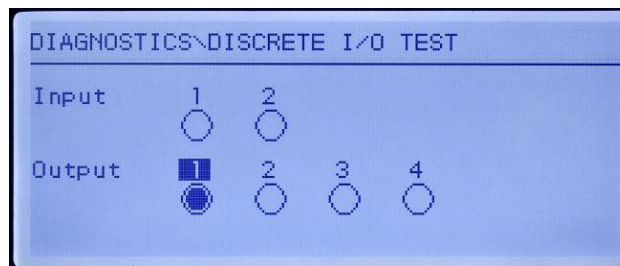 DIAGNOSTICS\DISCRETE I/O TEST
Input 1 2
Output 1 2 3 4